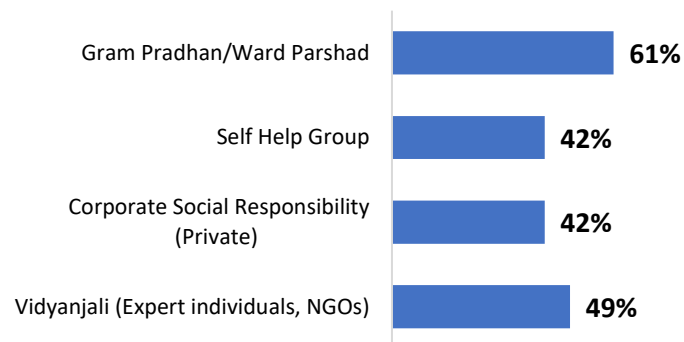 Gram Pradhan/Ward Parshad
61%
Self Help Group
42%
Corporate Social Responsibility
(Private)
42%
Vidyanjali (Expert individuals, NGOs)
49%